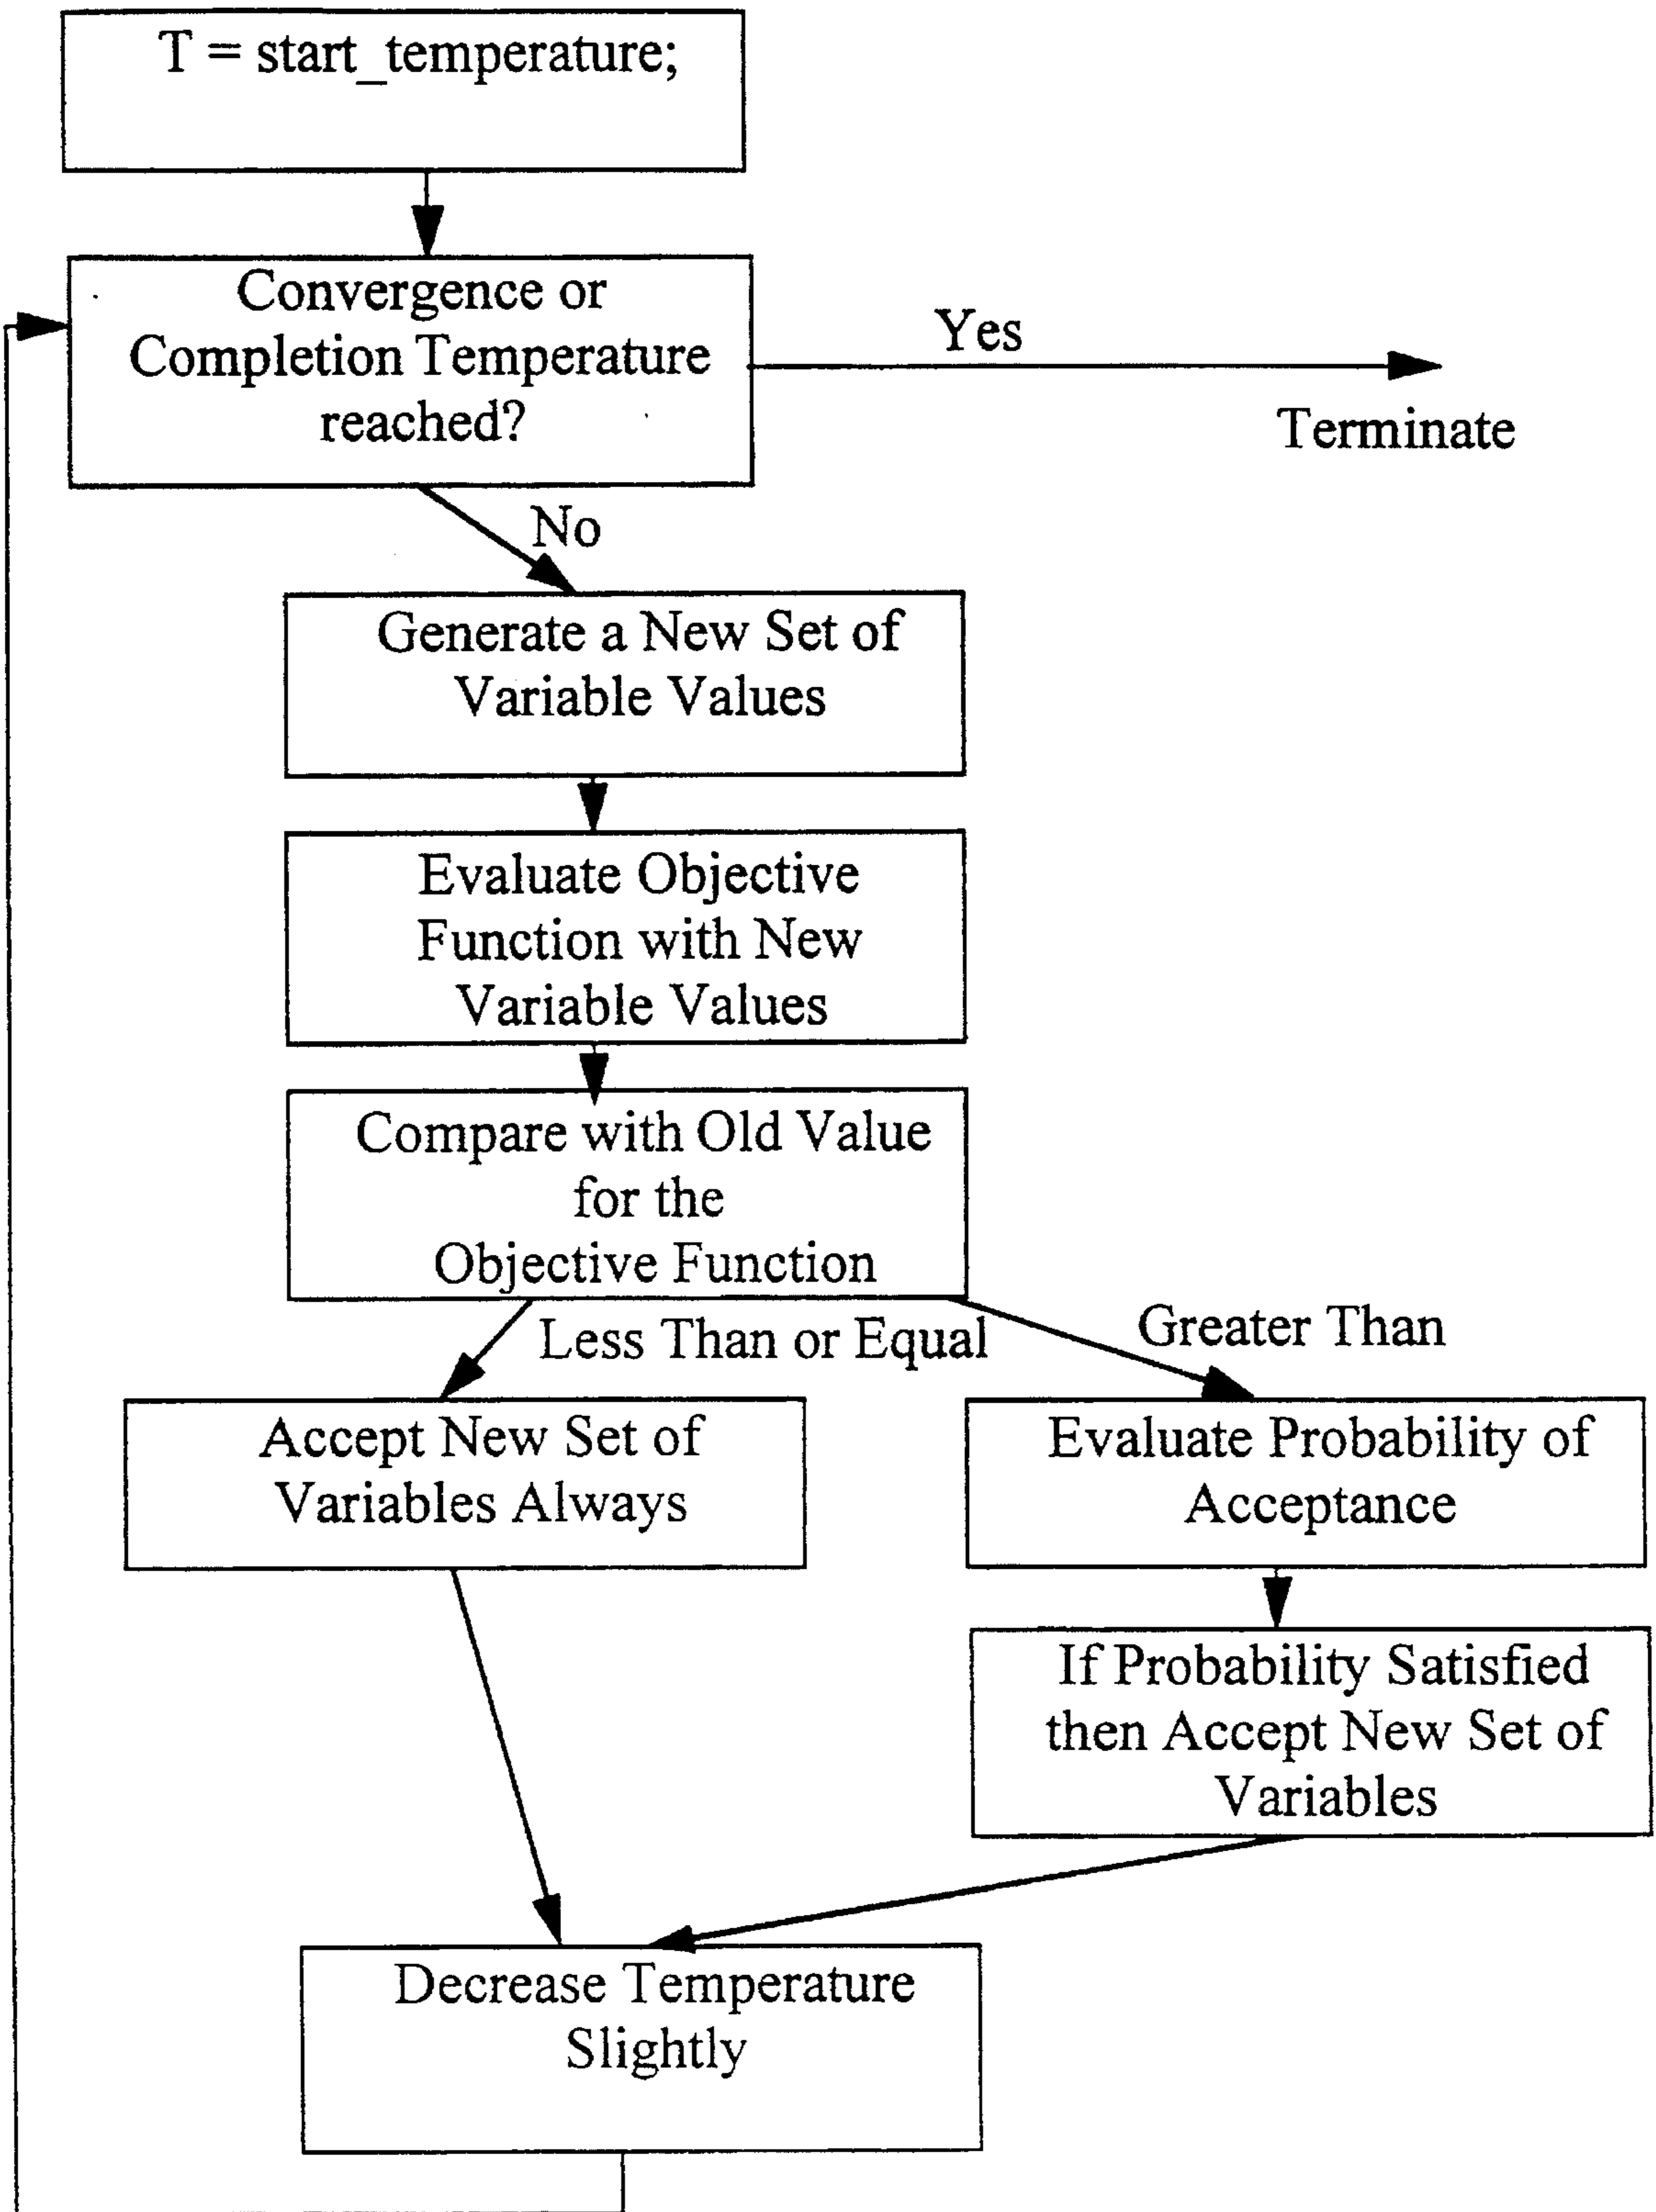 T = start_temperature;
Convergence or
Completion Temperature
reached?
Yes
Terminate
No
Generate a New Set of
Variable Values
Evaluate Objective
Function with New
Variable Values
Compare with Old Value
for the
Objective Function
Less Than or Equal
Greater Than
Accept New Set of
Variables Always
Evaluate Probability of
Acceptance
If Probability Satisfied
then Accept New Set of
Variables
Decrease Temperature
Slightly